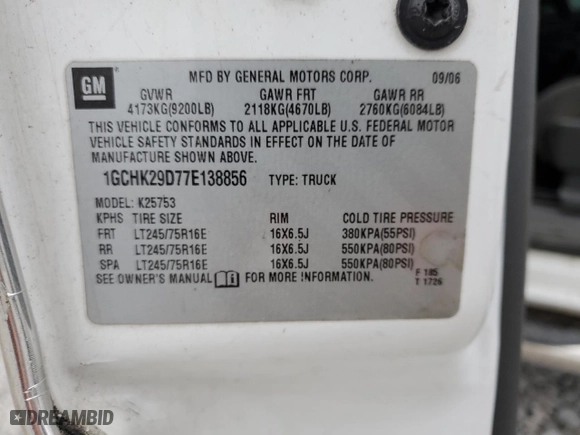 GM MFD BY GENERAL MOTORS CORP. 09/06
GVWR GAWR FRT GAWR RR
4173KG(9200LB) 2118KG(4670LB) 2760KG(6084LB)
THIS VEHICLE CONFORMS TO ALL APPLICABLE U.S. FEDERAL MOTOR
VEHICLE SAFETY STANDARDS IN EFFECT ON THE DATE OF
MANUFACTURE SHOWN ABOVE.
1GCHK29D77E138856 TYPE: TRUCK
MODEL: K25753
KPHS TIRE SIZE RIM COLD TIRE PRESSURE
FRT LT245/75R16E 16X6.5J 380KPA(55PSI)
RR LT245/75R16E 16X6.5J 550KPA(80PSI)
SPA LT245/75R16E 16X6.5J 550KPA(80PSI)
SEE OWNER'S MANUAL FOR MORE INFORMATION.
F 185
T 1726
DREAMBID